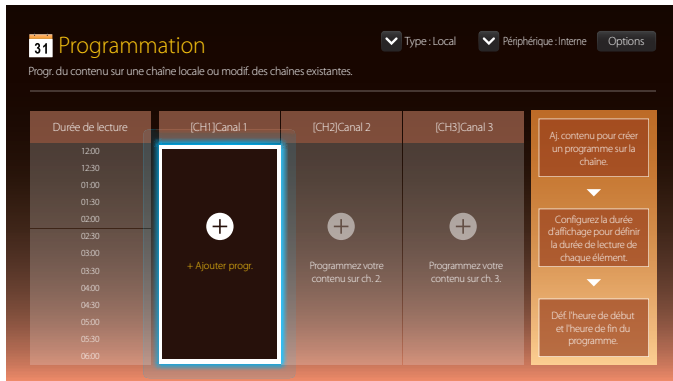 31 Programmation
Type : Local
Périphérique : Interne
Options
Progr. du contenu sur une chaîne locale ou modif. des chaînes existantes.
Durée de lecture
[CH1]Canal 1
[CH2]Canal 2
[CH3]Canal 3
12:00
12:30
01:00
01:30
02:00
02:30
03:00
03:30
04:00
04:30
05:00
05:30
06:00
+ Ajouter progr.
Programmez votre
contenu sur ch. 2.
Programmez votre
contenu sur ch. 3.
Aj. contenu pour créer
un programme sur la
chaîne.
Configurez la durée
d'affichage pour définir
la durée de lecture de
chaque élément.
Déf. l'heure de début
et l'heure de fin du
programme.